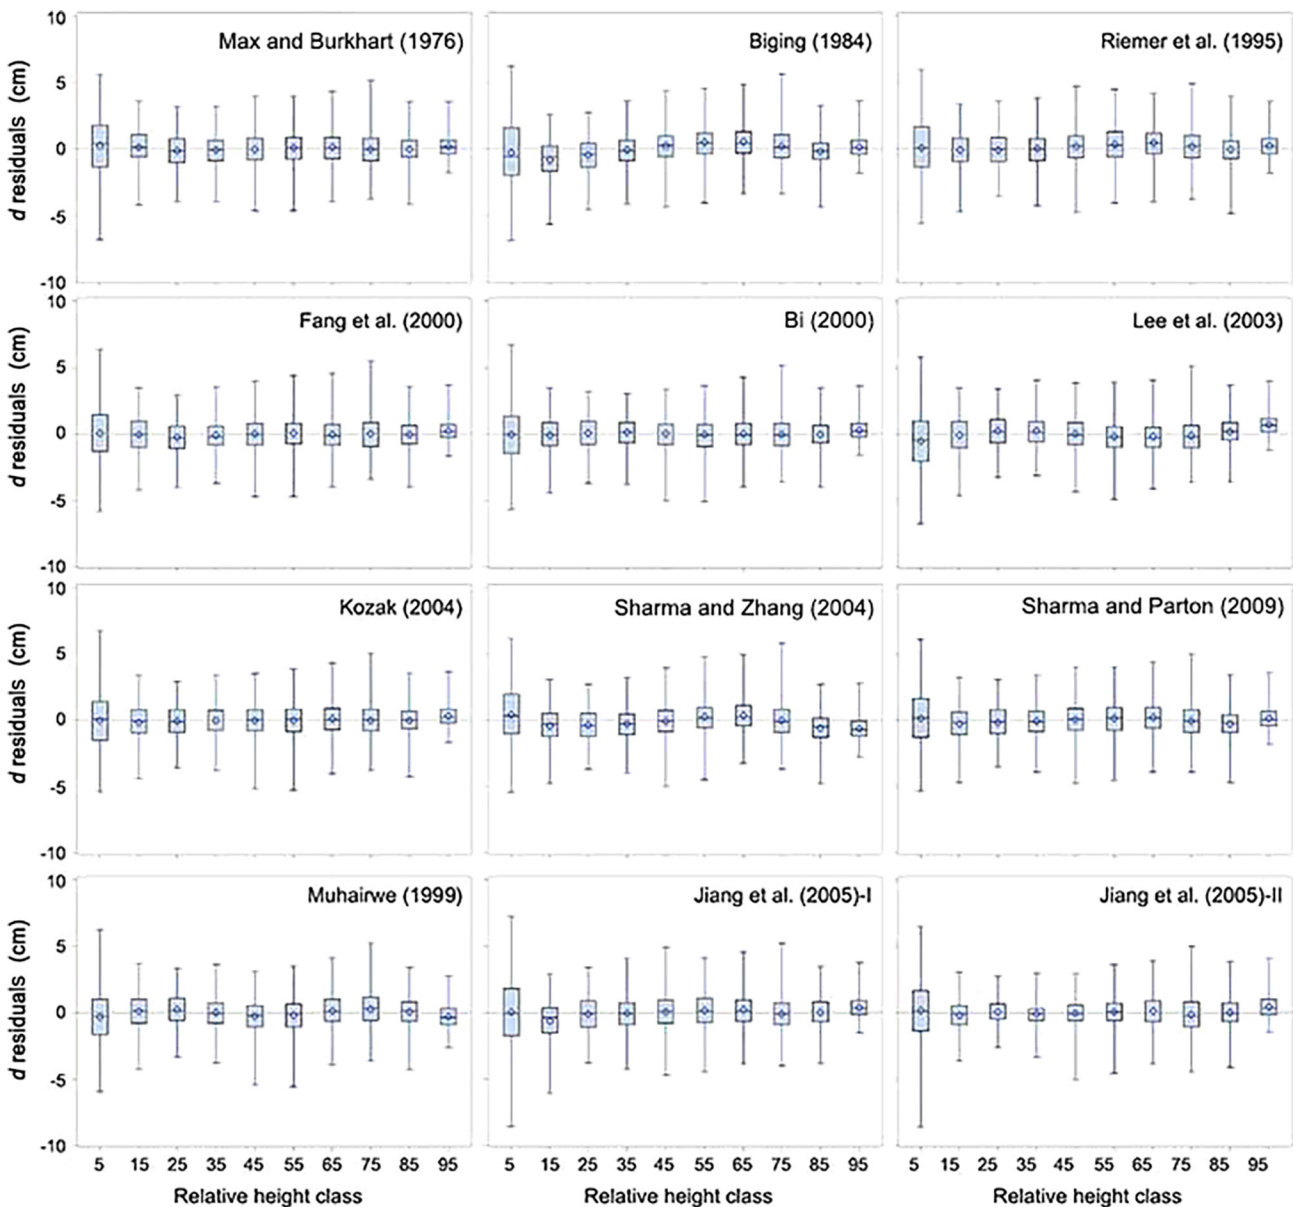 10
Max and Burkhart (1976)
Biging (1984)
Riemer et al. (1995)
5
0
-5
-10
d residuals (cm)
10
Fang et al. (2000)
Bi (2000)
Lee et al. (2003)
5
0
-5
-10
d residuals (cm)
10
Kozak (2004)
Sharma and Zhang (2004)
Sharma and Parton (2009)
5
0
-5
-10
d residuals (cm)
10
Muhairwe (1999)
Jiang et al. (2005)-I
Jiang et al. (2005)-II
5
0
-5
-10
d residuals (cm)
5 15 25 35 45 55 65 75 85 95
5 15 25 35 45 55 65 75 85 95
5 15 25 35 45 55 65 75 85 95
Relative height class
Relative height class
Relative height class